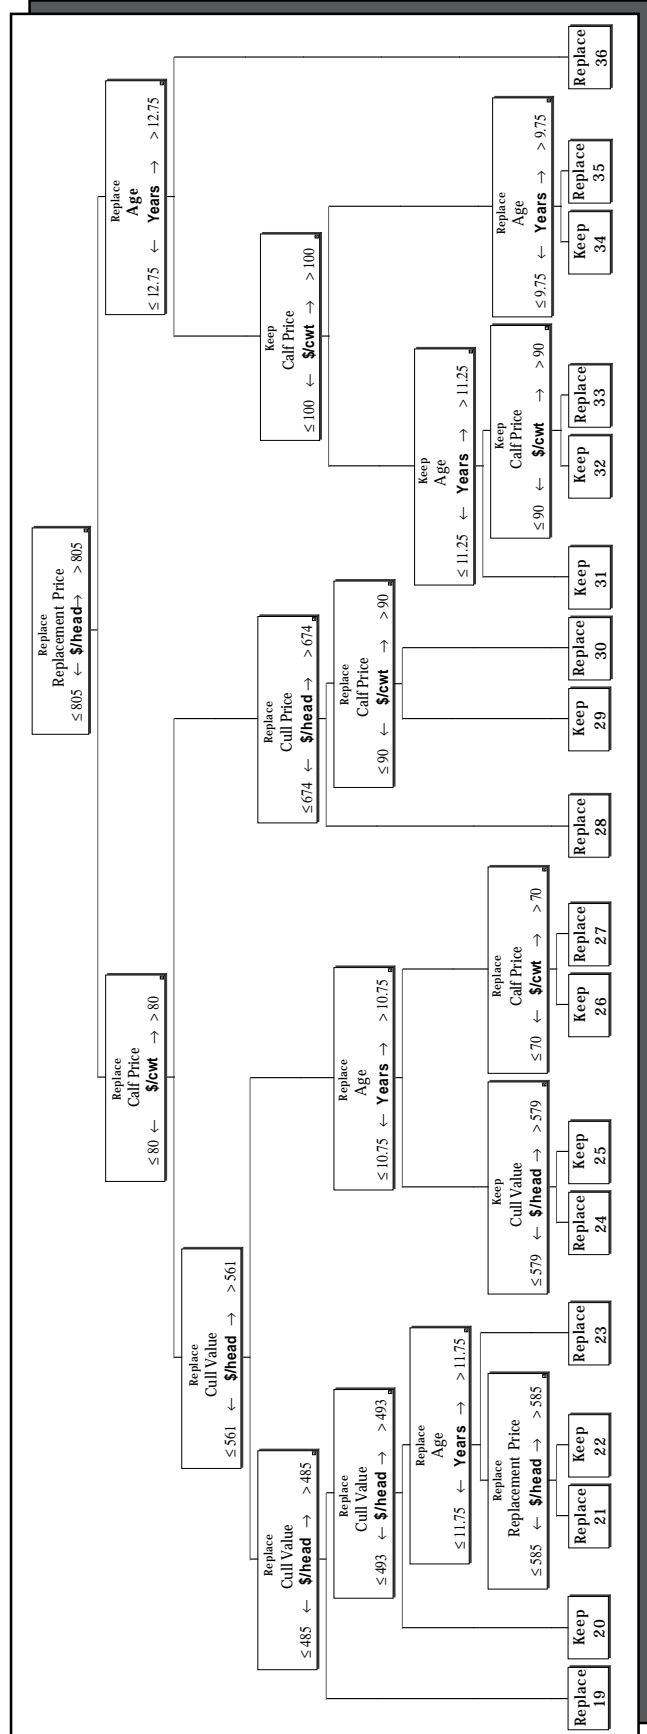 Replace
Replacement Price
≤ 805 ← $/head→ > 805
Replace
Calf Price
$/cwt
≤ 80 ← → > 80
Replace
Age
≤ 12.75 ← Years → > 12.75
Replace
Cull Value
≤ 561 ← $/head → > 561
Replace
Cull Price
≤ 674 ← $/head → > 674
Keep
Calf Price
≤ 100 ← $/cwt → > 100
Replace
Cull Value
≤ 485 ← $/head → > 485
Replace
Cull Value
≤ 493 ← $/head → > 493
Replace
Age
≤ 10.75 ← Years → > 10.75
Replace
Calf Price
≤ 90 ← $/cwt → > 90
Replace
Age
≤ 11.75 ← Years → > 11.75
Keep
Age
≤ 11.25 ← Years → > 11.25
Replace
Replacement Price
≤ 585 ← $/head → > 585
Keep
Cull Value
≤ 579 ← $/head → > 579
Replace
Calf Price
≤ 70 ← $/cwt → > 70
Keep
Calf Price
≤ 90 ← $/cwt → > 90
Replace
Age
≤ 9.75 ← Years → > 9.75
Replace
19
Keep
20
Replace
21
Keep
22
Replace
23
Replace
24
Keep
25
Keep
26
Replace
27
Replace
28
Keep
29
Replace
30
Keep
31
Keep
32
Replace
33
Keep
34
Replace
35
Replace
36